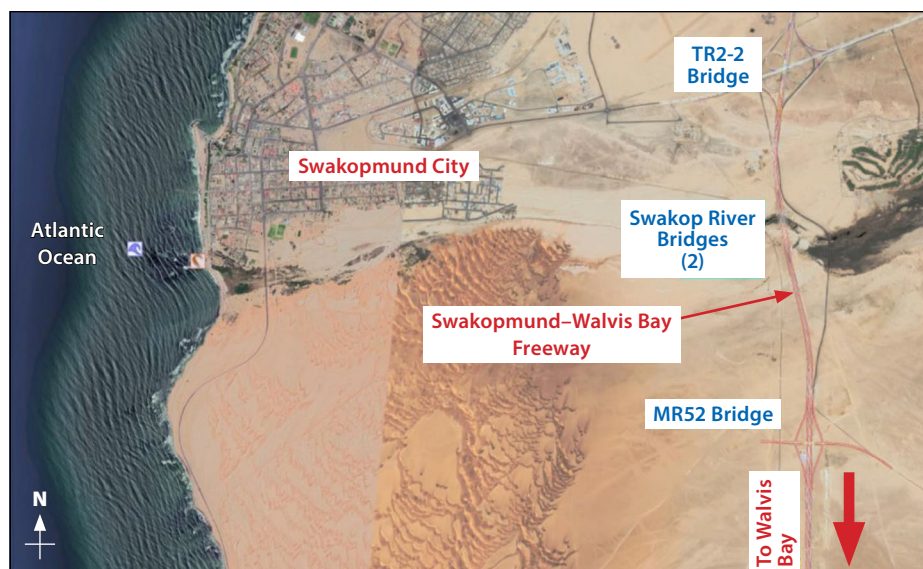 TR2-2
Bridge
Swakopmund City
Atlantic
Ocean
Swakop River
Bridges
(2)
Swakopmund–Walvis Bay
Freeway
MR52 Bridge
N
To Walvis
Bay